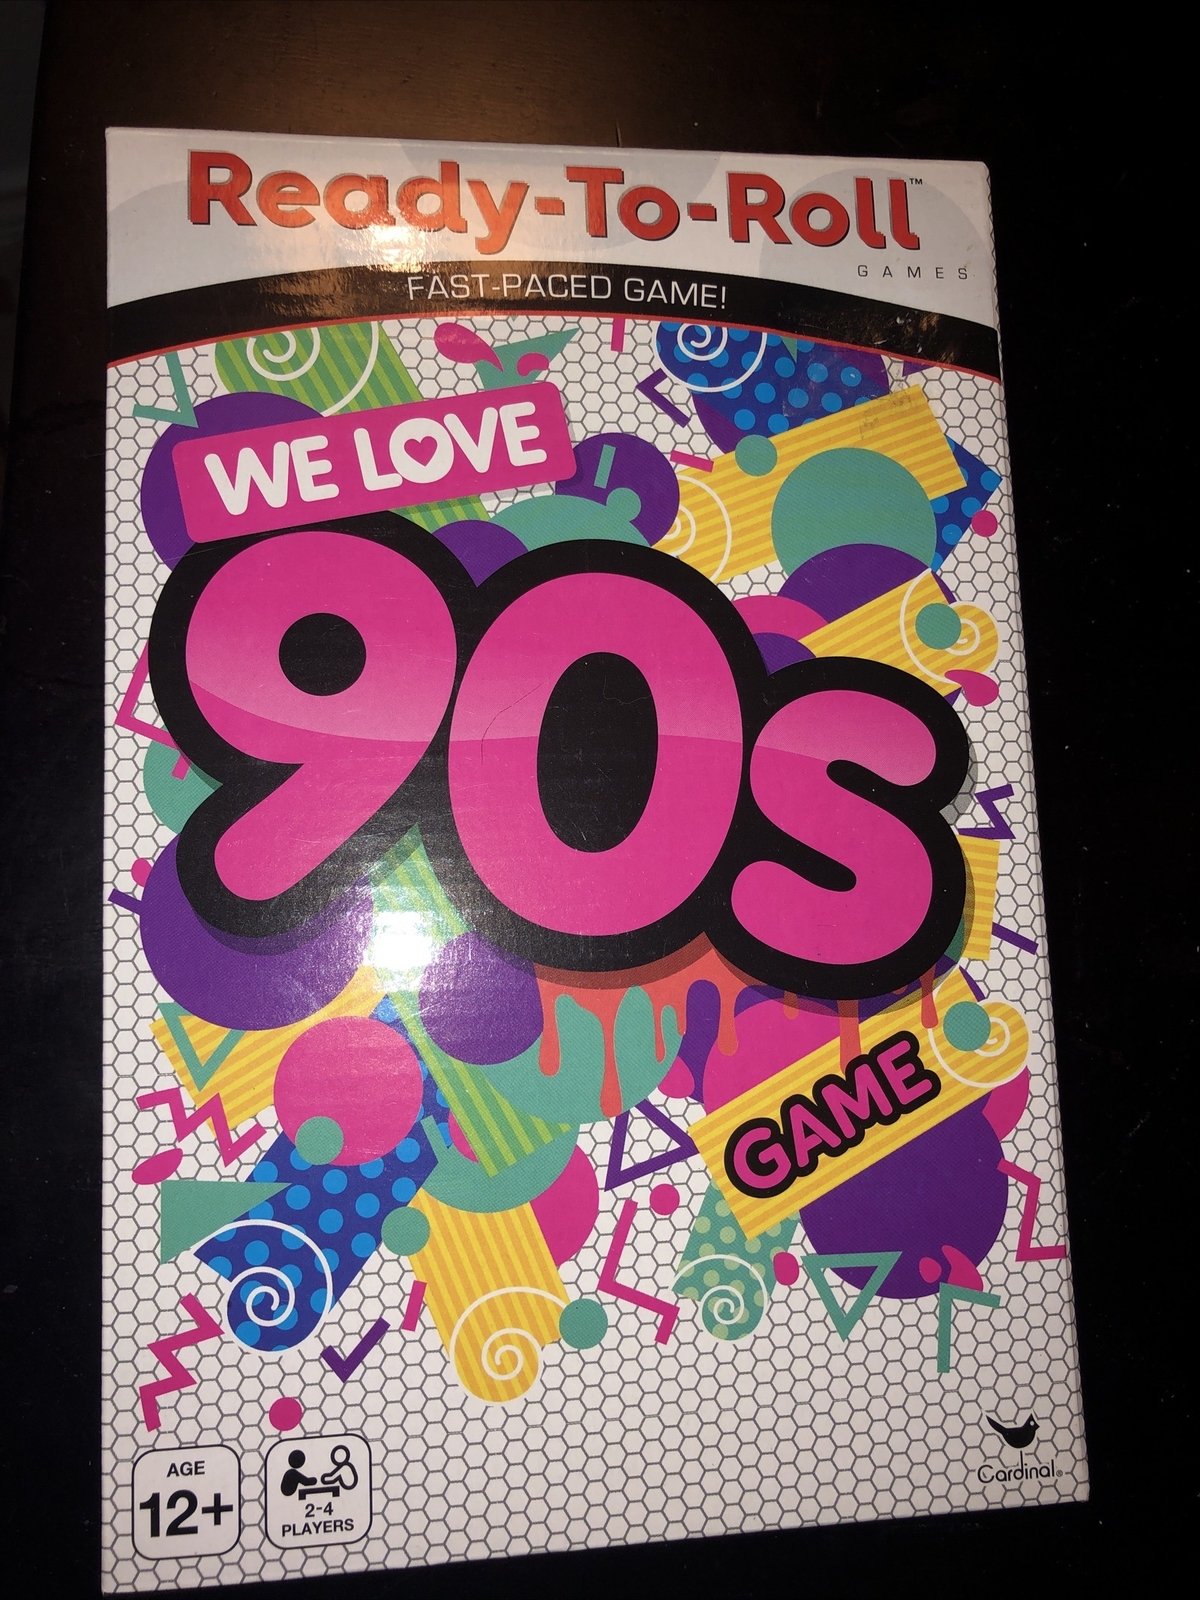 Ready-To-Roll™
GAMES
FAST-PACED GAME!
WE LOVE
90s
GAME
AGE
12+
2-4
PLAYERS
Cardinal®